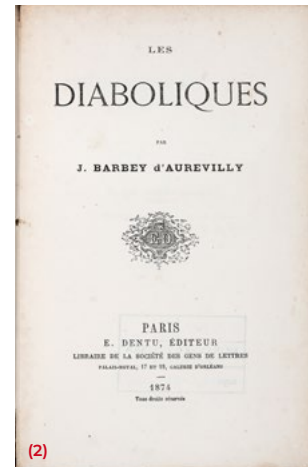 LES
DIABOLIQUES
PAR
J. BARBEY d'AUREVILLY
E D
PARIS
E. DENTU, ÉDITEUR
LIBRAIRE DE LA SOCIÉTÉ DES GENS DE LETTRES
PALAIS-ROYAL, 17 ET 19, GALERIE D'ORLÉANS
1874
Tous droits réservés
(2)